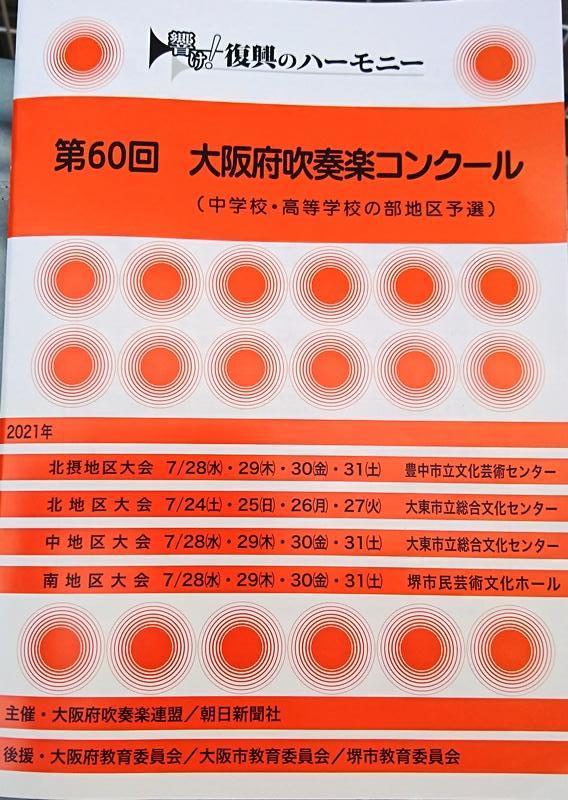 響け！復興のハーモニー
第60回 大阪府吹奏楽コンクール
（中学校・高等学校の部地区予選）
2021年
北摂地区大会 7/28㈬・29㈭・30㈮・31㈯ 豊中市立文化芸術センター
北地区大会 7/24㈯・25㈰・26㈪・27㈫ 大東市立総合文化センター
中地区大会 7/28㈬・29㈭・30㈮・31㈯ 大東市立総合文化センター
南地区大会 7/28㈬・29㈭・30㈮・31㈯ 堺市民芸術文化ホール
主催・大阪府吹奏楽連盟／朝日新聞社
後援・大阪府教育委員会／大阪市教育委員会／堺市教育委員会